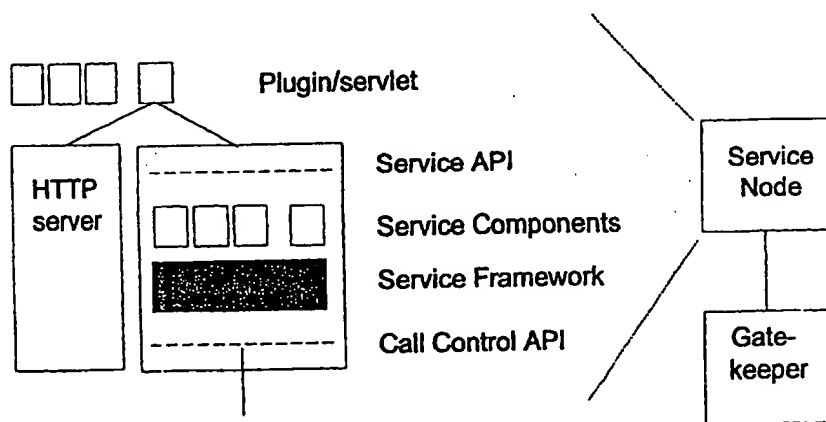 Plugin/servlet
HTTP
server
Service API
Service Components
Service Framework
Call Control API
Service
Node
Gate-
keeper